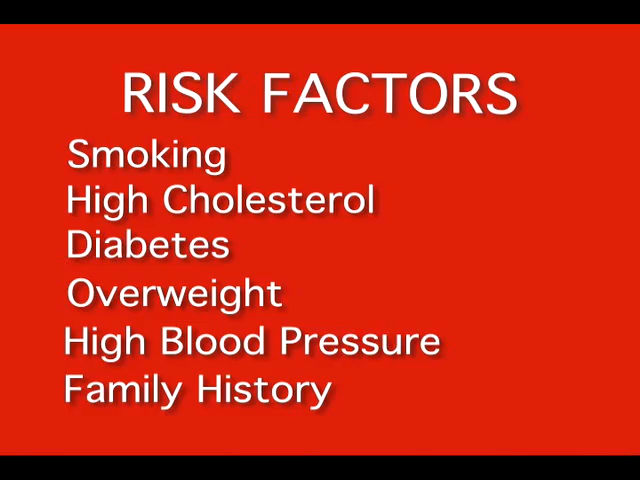 RISK FACTORS
Smoking
High Cholesterol
Diabetes
Overweight
High Blood Pressure
Family History